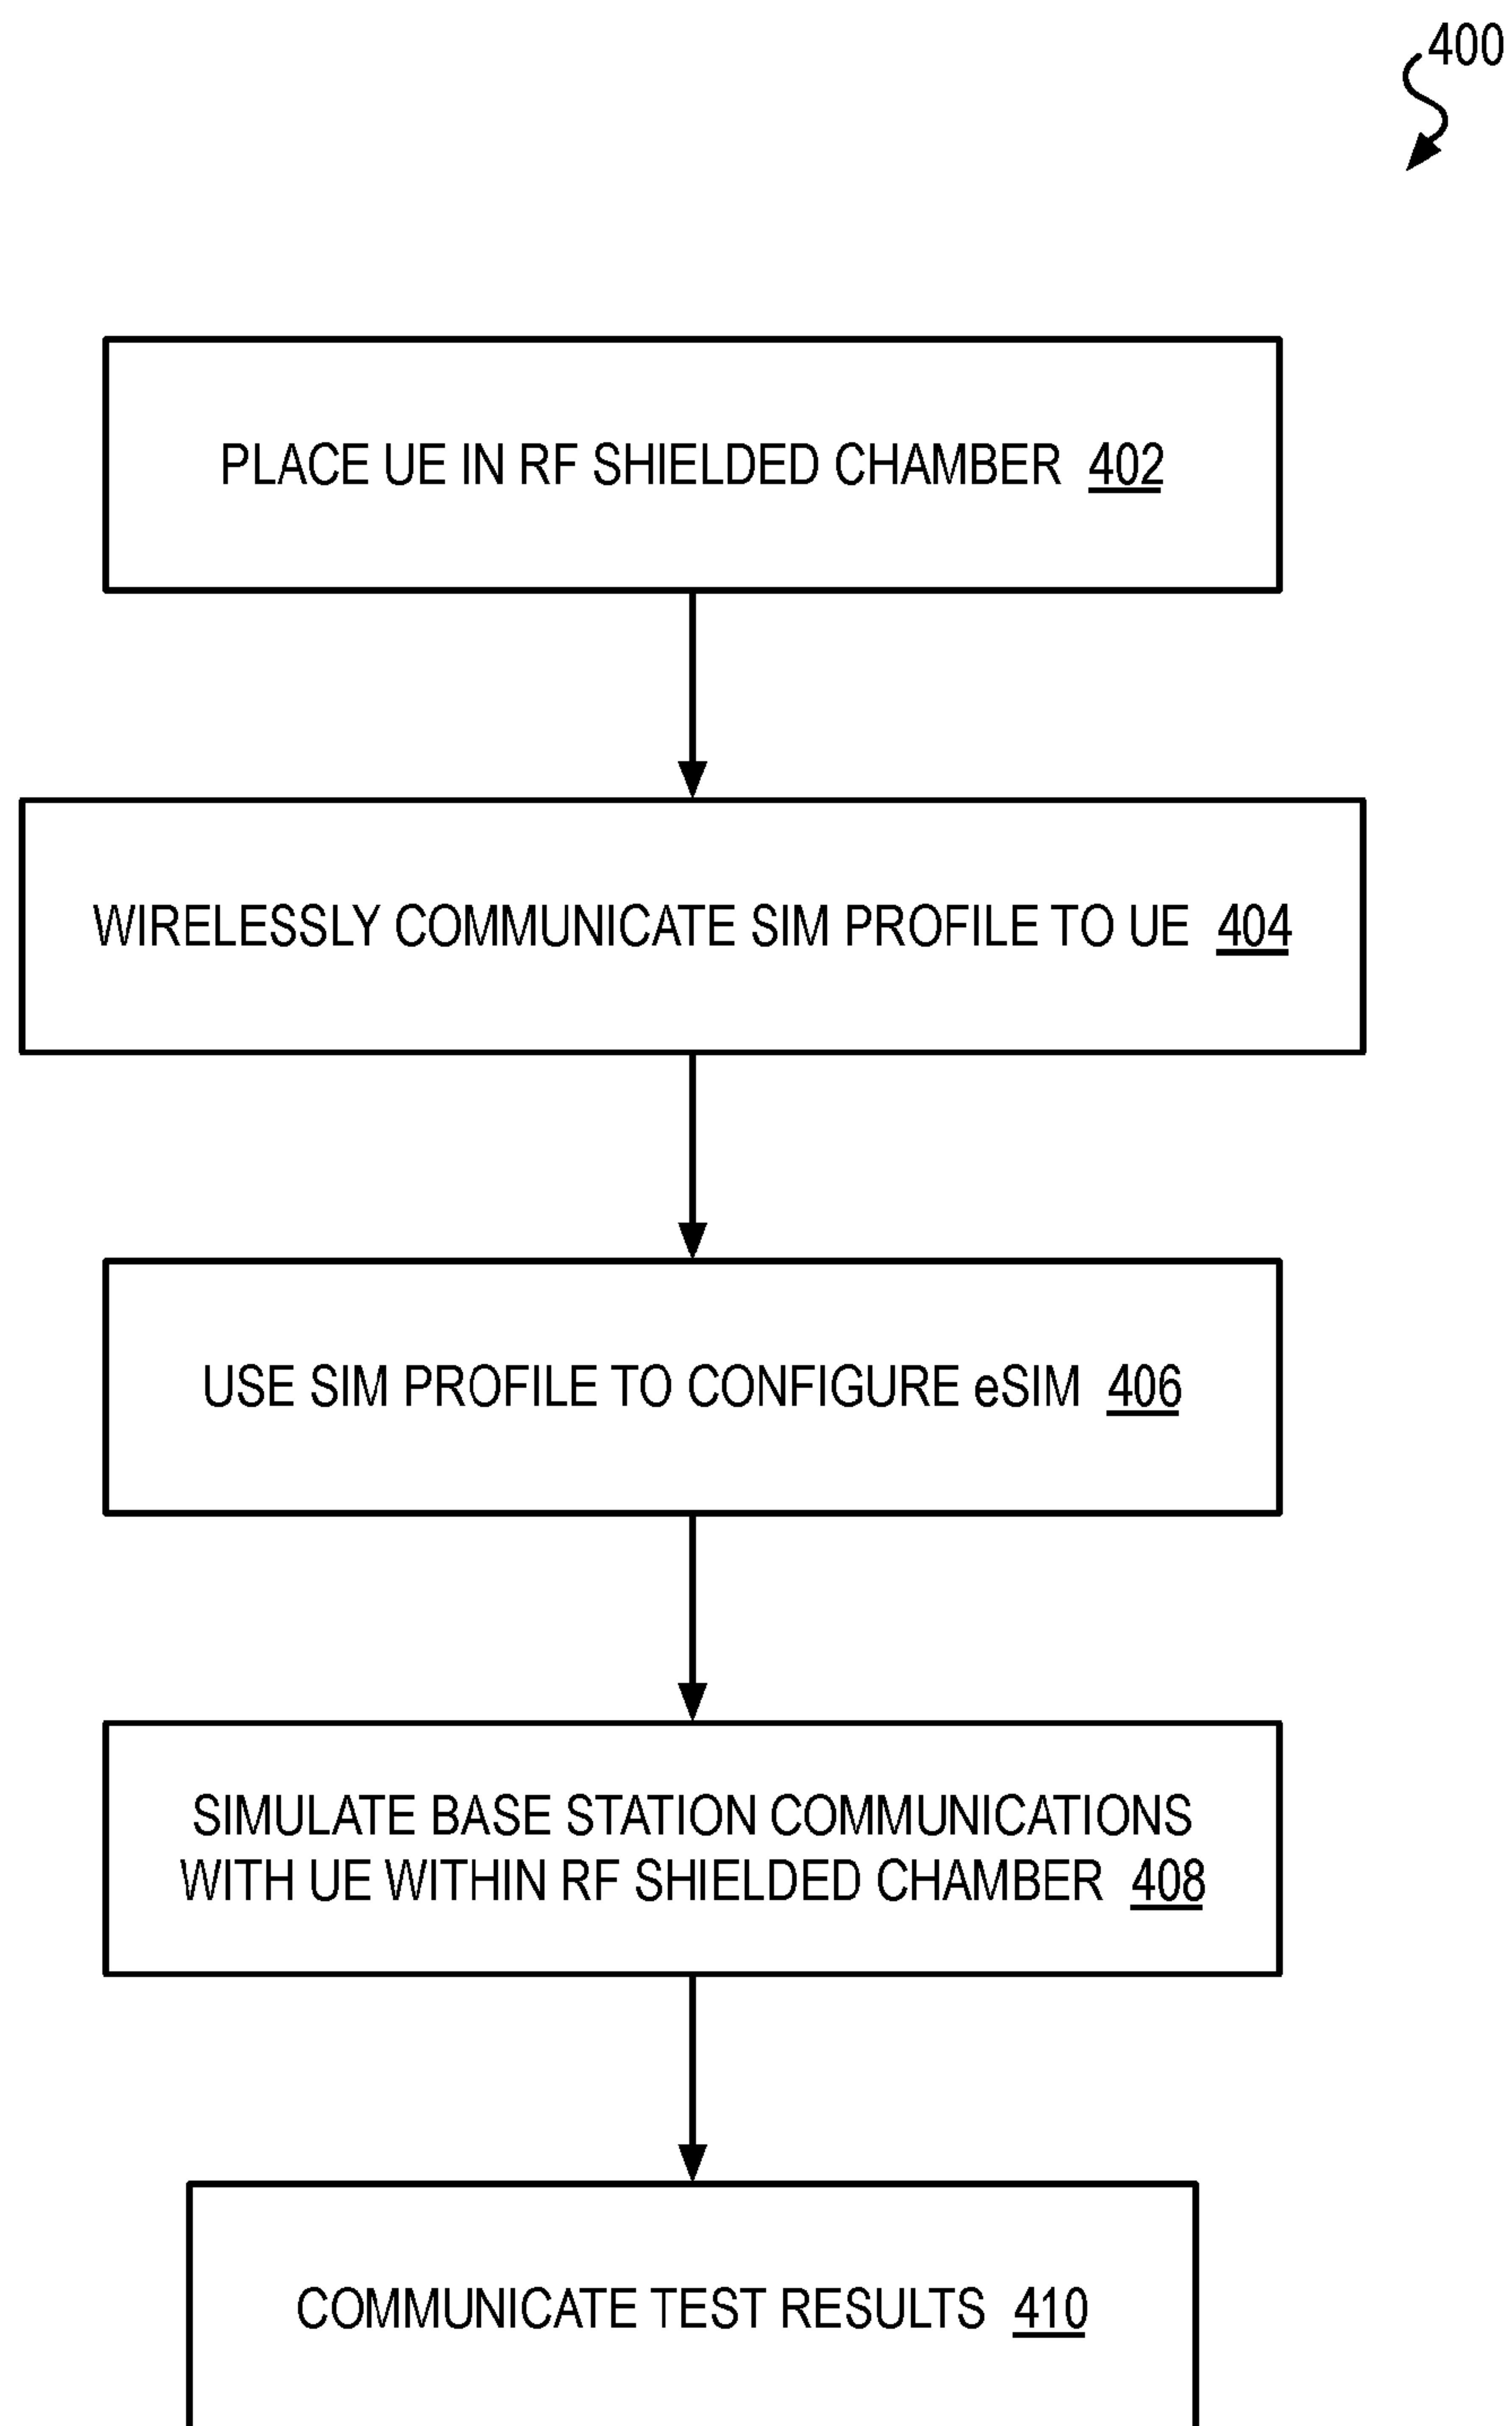 400
PLACE UE IN RF SHIELDED CHAMBER 402
WIRELESSLY COMMUNICATE SIM PROFILE TO UE 404
USE SIM PROFILE TO CONFIGURE eSIM 406
SIMULATE BASE STATION COMMUNICATIONS
WITH UE WITHIN RF SHIELDED CHAMBER 408
COMMUNICATE TEST RESULTS 410